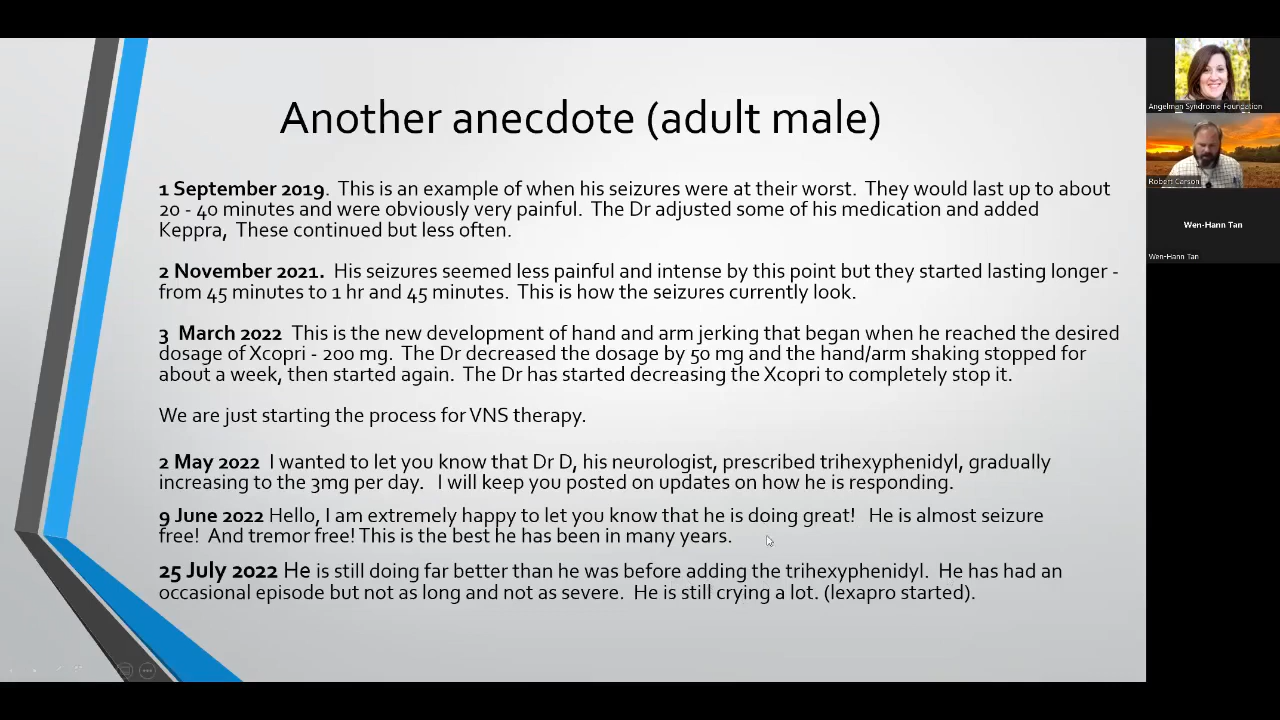 Another anecdote (adult male)
1 September 2019. This is an example of when his seizures were at their worst. They would last up to about
20 - 40 minutes and were obviously very painful. The Dr adjusted some of his medication and added
Keppra, These continued but less often.
2 November 2021. His seizures seemed less painful and intense by this point but they started lasting longer -
from 45 minutes to 1 hr and 45 minutes. This is how the seizures currently look.
3 March 2022 This is the new development of hand and arm jerking that began when he reached the desired
dosage of Xcopri - 200 mg. The Dr decreased the dosage by 50 mg and the hand/arm shaking stopped for
about a week, then started again. The Dr has started decreasing the Xcopri to completely stop it.
We are just starting the process for VNS therapy.
2 May 2022 I wanted to let you know that Dr D, his neurologist, prescribed trihexyphenidyl, gradually
increasing to the 3mg per day. I will keep you posted on updates on how he is responding.
9 June 2022 Hello, I am extremely happy to let you know that he is doing great! He is almost seizure
free! And tremor free! This is the best he has been in many years.
25 July 2022 He is still doing far better than he was before adding the trihexyphenidyl. He has had an
occasional episode but not as long and not as severe. He is still crying a lot. (lexapro started).
Angelman Syndrome Foundation
Robert Carson
Wen-Hann Tan
Wen-Hann Tan